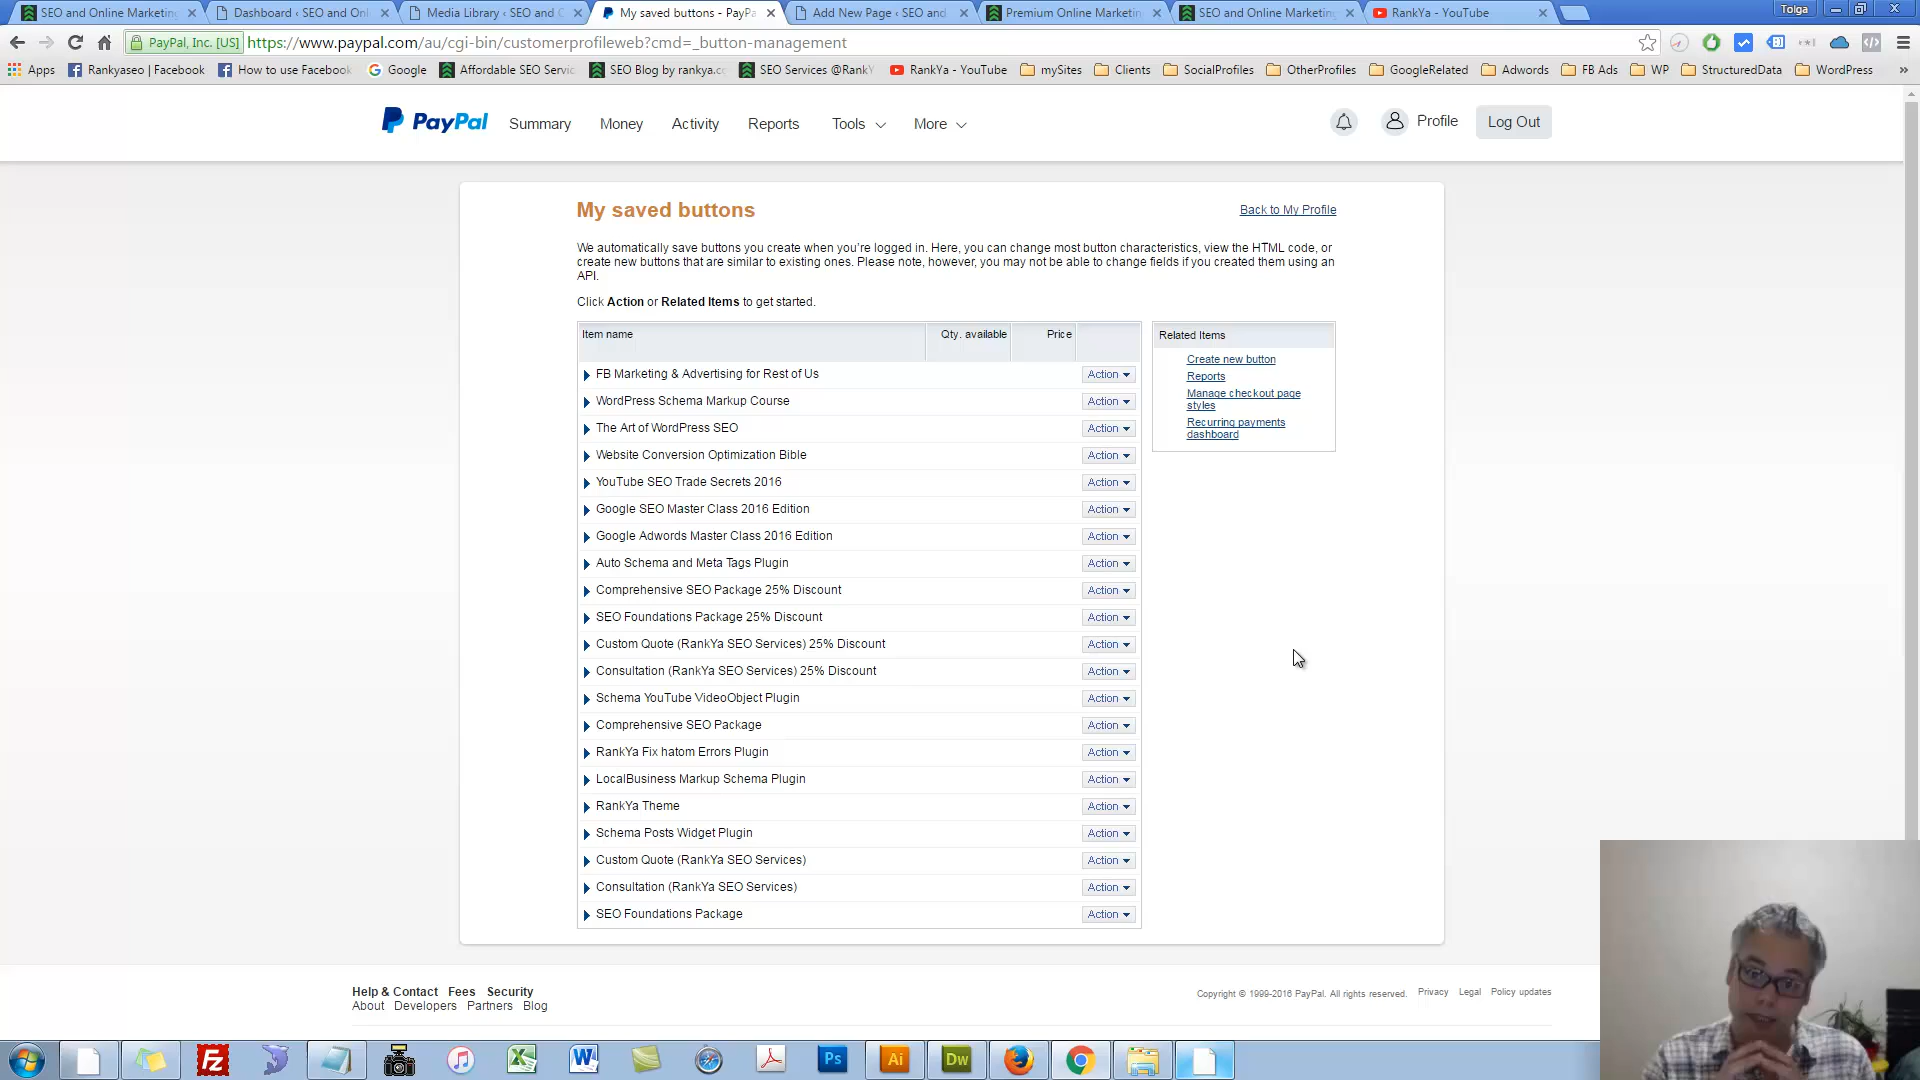 SEO and Online Marketing
Dashboard ‹ SEO and Onl
Media Library ‹ SEO and O
My saved buttons - PayPa
Add New Page ‹ SEO and
Premium Online Marketin
SEO and Online Marketing
RankYa - YouTube
Tolga
PayPal, Inc. [US]
https://www.paypal.com/au/cgi-bin/customerprofileweb?cmd=_button-management
Apps
Rankyaseo | Facebook
How to use Facebook
Google
Affordable SEO Servic
SEO Blog by rankya.c
SEO Services @RankY
RankYa - YouTube
mySites
Clients
SocialProfiles
OtherProfiles
GoogleRelated
Adwords
FB Ads
WP
StructuredData
WordPress
PayPal
Summary
Money
Activity
Reports
Tools
More
Profile
Log Out
My saved buttons
Back to My Profile
We automatically save buttons you create when you're logged in. Here, you can change most button characteristics, view the HTML code, or
create new buttons that are similar to existing ones. Please note, however, you may not be able to change fields if you created them using an
API.
Click Action or Related Items to get started.
Item name Qty. available Price
FB Marketing & Advertising for Rest of Us Action
WordPress Schema Markup Course Action
The Art of WordPress SEO Action
Website Conversion Optimization Bible Action
YouTube SEO Trade Secrets 2016 Action
Google SEO Master Class 2016 Edition Action
Google Adwords Master Class 2016 Edition Action
Auto Schema and Meta Tags Plugin Action
Comprehensive SEO Package 25% Discount Action
SEO Foundations Package 25% Discount Action
Custom Quote (RankYa SEO Services) 25% Discount Action
Consultation (RankYa SEO Services) 25% Discount Action
Schema YouTube VideoObject Plugin Action
Comprehensive SEO Package Action
RankYa Fix hatom Errors Plugin Action
LocalBusiness Markup Schema Plugin Action
RankYa Theme Action
Schema Posts Widget Plugin Action
Custom Quote (RankYa SEO Services) Action
Consultation (RankYa SEO Services) Action
SEO Foundations Package Action
Related Items
Create new button
Reports
Manage checkout page
styles
Recurring payments
dashboard
Help & Contact Fees Security
About Developers Partners Blog
Copyright © 1999-2016 PayPal. All rights reserved. Privacy Legal Policy updates
Fz
Ps
Ai
Dw